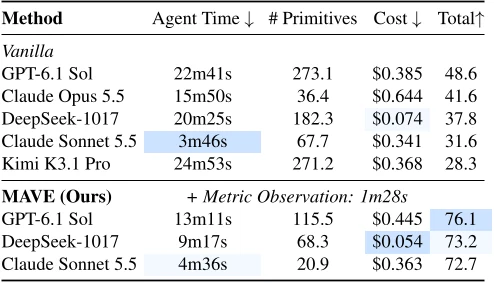 Method Agent Time ↓ # Primitives Cost ↓ Total↑
Vanilla
GPT-6.1 Sol 22m41s 273.1 $0.385 48.6
Claude Opus 5.5 15m50s 36.4 $0.644 41.6
DeepSeek-1017 20m25s 182.3 $0.074 37.8
Claude Sonnet 5.5 3m46s 67.7 $0.341 31.6
Kimi K3.1 Pro 24m53s 271.2 $0.368 28.3
MAVE (Ours) + Metric Observation: 1m28s
GPT-6.1 Sol 13m11s 115.5 $0.445 76.1
DeepSeek-1017 9m17s 68.3 $0.054 73.2
Claude Sonnet 5.5 4m36s 20.9 $0.363 72.7